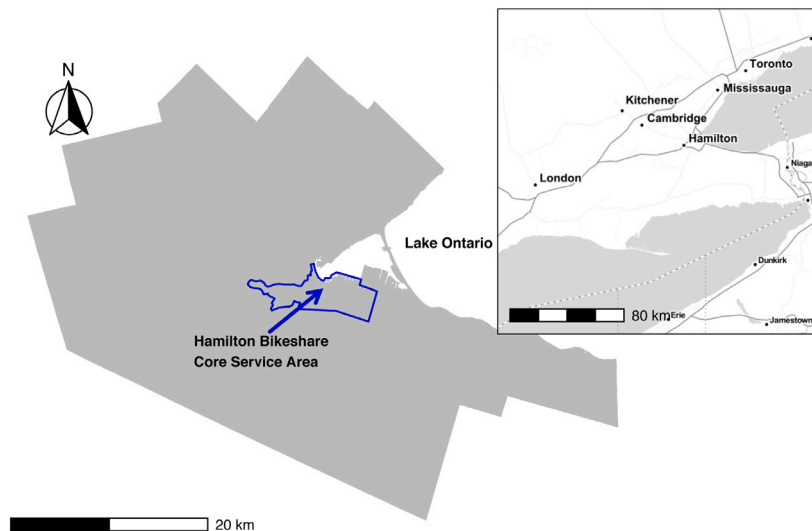 N
Lake Ontario
Hamilton Bikeshare
Core Service Area
20 km
Toronto
Mississauga
Kitchener
Cambridge
Hamilton
London
Niaga
Dunkirk
80 km
Erie
Jamestown